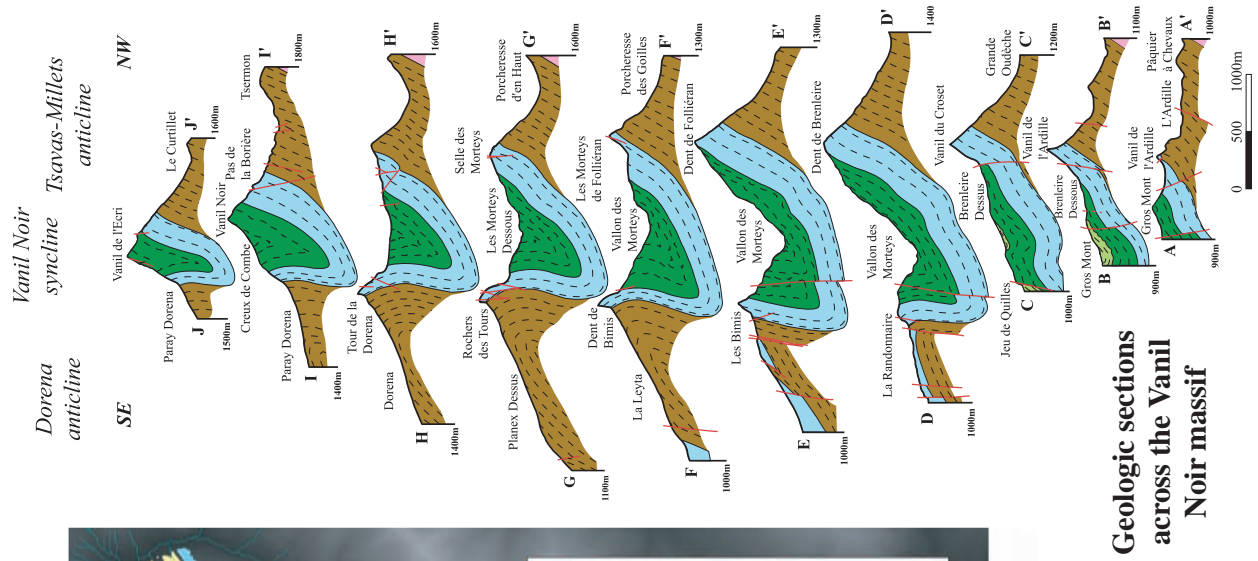 Dorena
anticline
Vanil Noir
syncline
Tsavas-Millets
anticline
SE
NW
Paray Dorena
Vanil de l'Ecri
Le Curtillet
J
J'
1500m
1600m
Paray Dorena
Creux de Combe
Vanil Noir
Pas de
la Borière
Tsermon
I
I'
1400m
1800m
Dorena
Tour de la
Dorena
H
H'
1400m
1600m
Planex Dessus
Rochers
des Tours
Les Morteys
Dessous
Selle des
Morteys
Porcheresse
d'en Haut
G
G'
1100m
1600m
La Leyta
Dent de
Bimis
Vallon des
Morteys
Les Morteys
de Folliéran
Porcheresse
des Goilles
F
F'
1000m
1300m
Les Bimis
Vallon des
Morteys
Dent de Folliéran
E
E'
1000m
1300m
La Randonnaire
Vallon des
Morteys
Dent de Brenleire
D
D'
1000m
1400
Jeu de Quilles
Brenleire
Dessus
Vanil du Croset
Grande
Oudèche
C
C'
1000m
1200m
Gros Mont
Brenleire
Dessous
Vanil de
l'Ardille
B
B'
900m
1100m
Gros Mont
Vanil de
l'Ardille
L'Ardille
Pâquier
à Chevaux
A
A'
900m
1000m
0
500
1000m
Geologic sections
across the Vanil
Noir massif